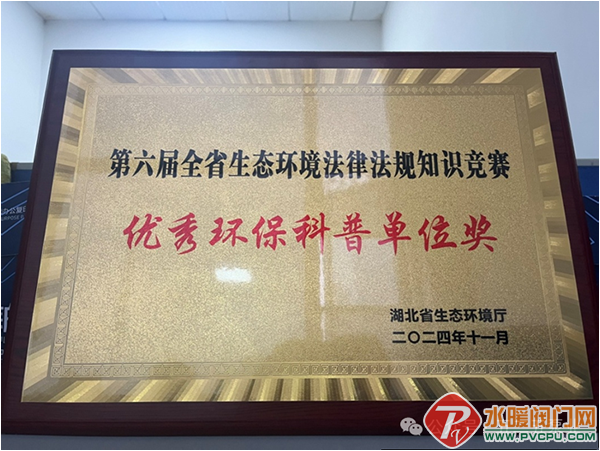 第六届全省生态环境法律法规知识竞赛
优秀环保科普单位奖
湖北省生态环境厅
二〇二四年十一月
水暖阀门网
www.PVCPU.com